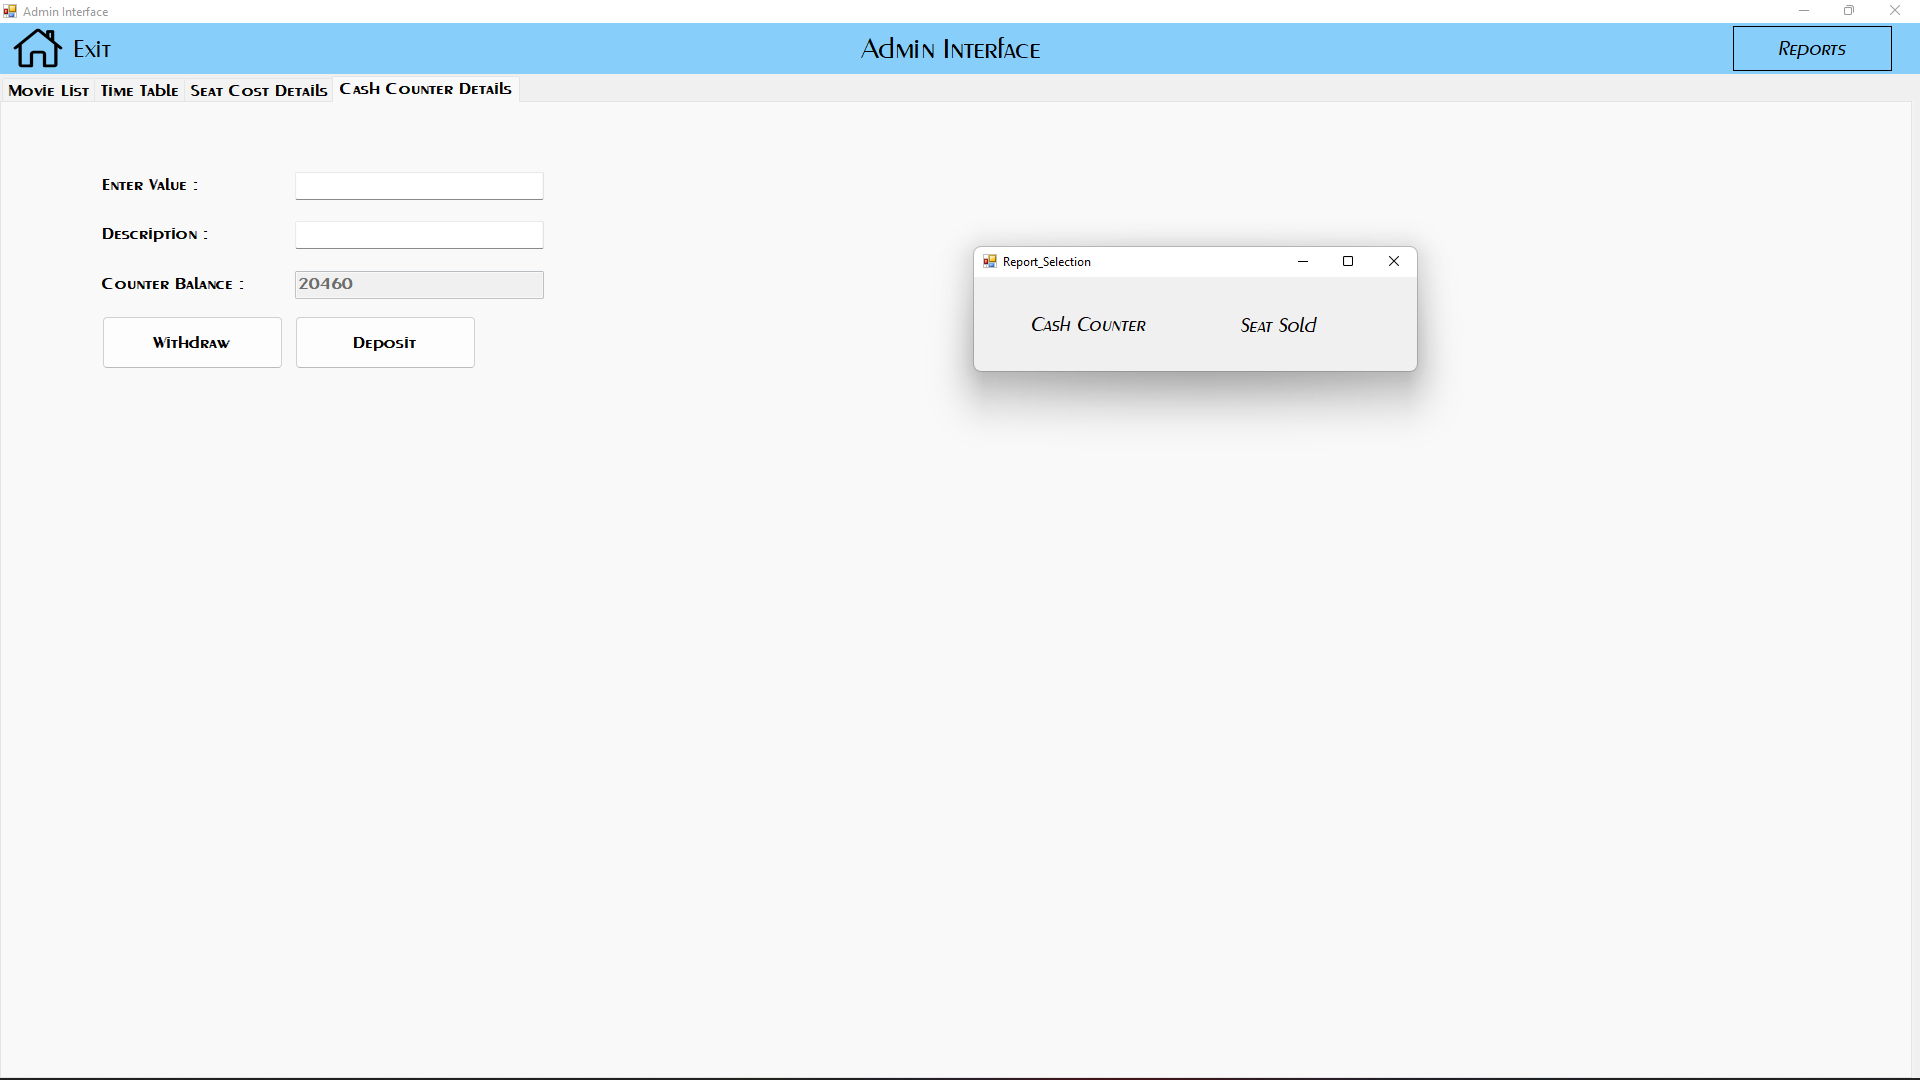 Admin Interface
Exit
Admin Interface
Reports
Movie List
Time Table
Seat Cost Details
Cash Counter Details
Enter Value :
Description :
Counter Balance :
20460
Withdraw
Deposit
Report_Selection
Cash Counter
Seat Sold